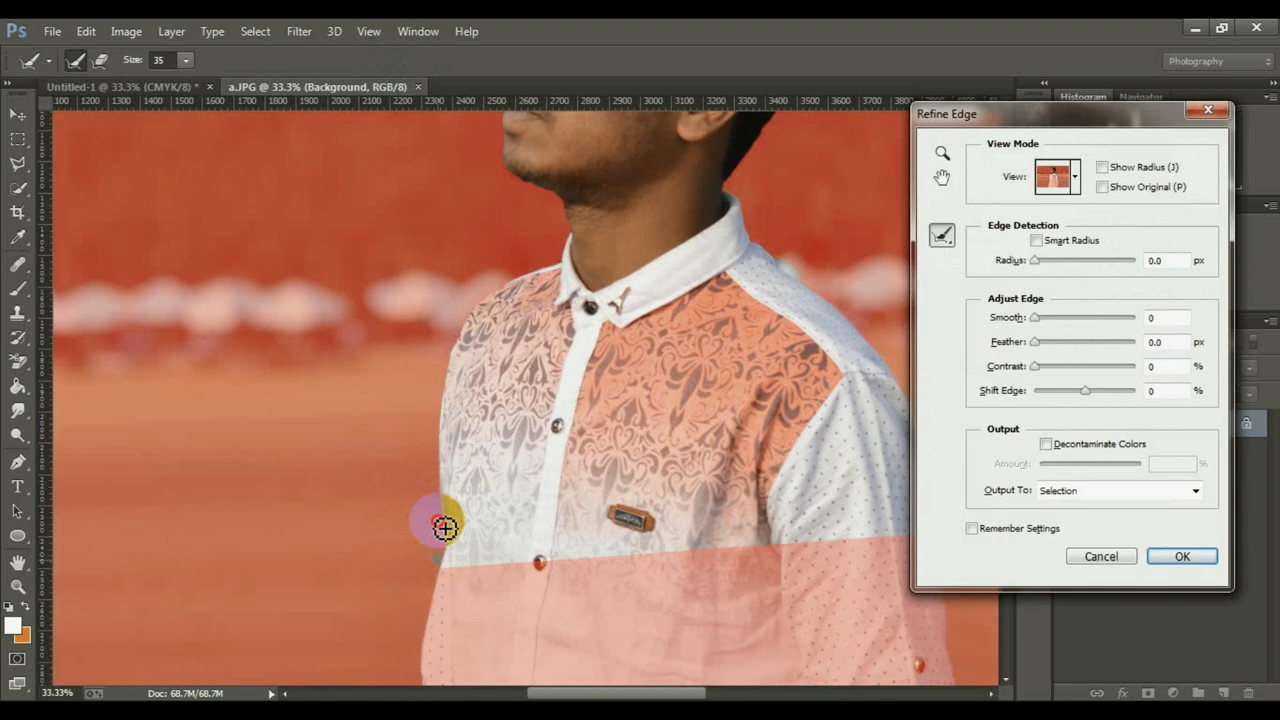 Ps File Edit Image Layer Type Select Filter 3D View Window Help
Size: 35
Photography
Untitled-1 @ 33.3% (CMYK/8) * × a.JPG @ 33.3% (Background, RGB/8) ×
Histogram Navigator
100 1200 1300 1400 1500 1600 1700 1800 1900 2000 2100 2200 2300 2400 2500 2600 2700 2800 2900 3000 3100 3200 3300 3400 3500 3600 3700 3800
Refine Edge
View Mode
View:
Show Radius (J)
Show Original (P)
Edge Detection
Smart Radius
Radius: 0.0 px
Adjust Edge
Smooth: 0
Feather: 0.0 px
Contrast: 0 %
Shift Edge: 0 %
Output
Decontaminate Colors
Amount: %
Output To: Selection
Remember Settings
Cancel OK
T
33.33% Doc: 68.7M/68.7M
fx